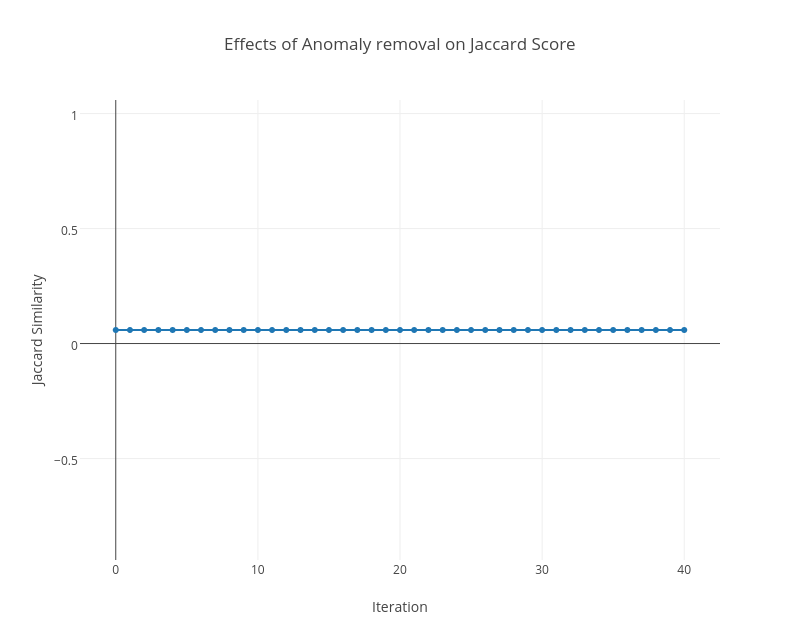 Effects of Anomaly removal on Jaccard Score
1
0.5
0
−0.5
Jaccard Similarity
0 10 20 30 40
Iteration